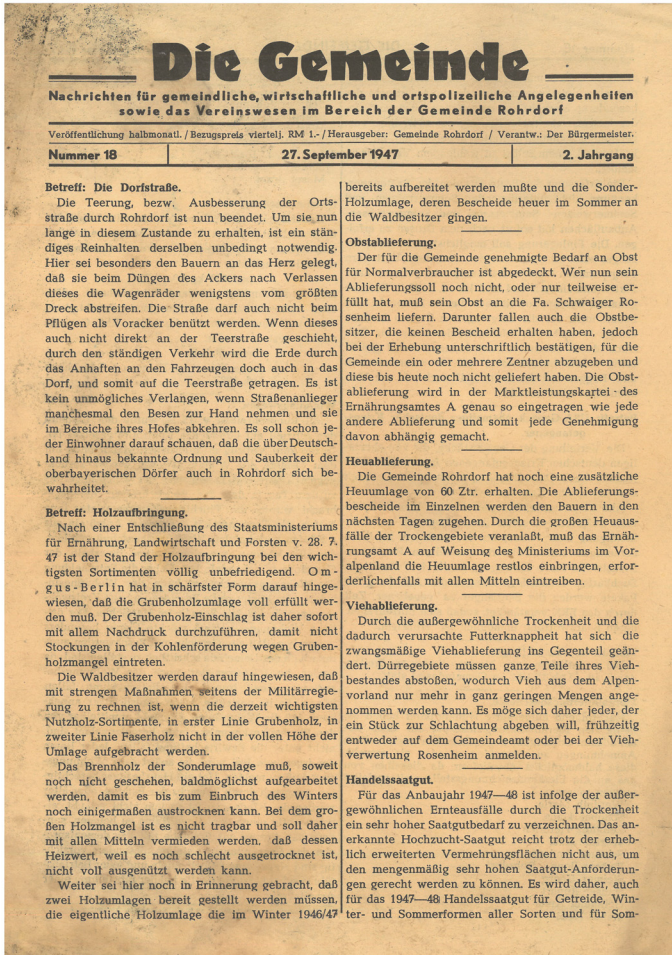 Die Gemeinde
Nachrichten für gemeindliche, wirtschaftliche und ortspolizeiliche Angelegenheiten
sowie das Vereinswesen im Bereich der Gemeinde Rohrdorf
Veröffentlichung halbmonatl. / Bezugspreis viertelj. RM 1.- / Herausgeber: Gemeinde Rohrdorf / Verantw.: Der Bürgermeister.
Nummer 18 27. September 1947 2. Jahrgang
Betreff: Die Dorfstraße.
Die Teerung, bezw. Ausbesserung der Orts-
straße durch Rohrdorf ist nun beendet. Um sie nun
lange in diesem Zustande zu erhalten, ist ein stän-
diges Reinhalten derselben unbedingt notwendig.
Hier sei besonders den Bauern an das Herz gelegt,
daß sie beim Düngen des Ackers nach Verlassen
dieses die Wagenräder wenigstens vom größten
Dreck abstreifen. Die Straße darf auch nicht beim
Pflügen als Voracker benützt werden. Wenn dieses
auch nicht direkt an der Teerstraße geschieht,
durch den ständigen Verkehr wird die Erde durch
das Anhaften an den Fahrzeugen doch auch in das
Dorf, und somit auf die Teerstraße getragen. Es ist
kein unmögliches Verlangen, wenn Straßenanlieger
manchesmal den Besen zur Hand nehmen und sie
im Bereiche ihres Hofes abkehren. Es soll schon je-
der Einwohner darauf schauen, daß die über Deutsch-
land hinaus bekannte Ordnung und Sauberkeit der
oberbayerischen Dörfer auch in Rohrdorf sich be-
wahrheitet.
Betreff: Holzaufbringung.
Nach einer Entschließung des Staatsministeriums
für Ernährung, Landwirtschaft und Forsten v. 28. 7.
47 ist der Stand der Holzaufbringung bei den wich-
tigsten Sortimenten völlig unbefriedigend. Om-
gus-Berlin hat in schärfster Form darauf hinge-
wiesen, daß die Grubenholzumlage voll erfüllt wer-
den muß. Der Grubenholz-Einschlag ist daher sofort
mit allem Nachdruck durchzuführen, damit nicht
Stockungen in der Kohlenförderung wegen Gruben-
holzmangel eintreten.
Die Waldbesitzer werden darauf hingewiesen, daß
mit strengen Maßnahmen seitens der Militärregie-
rung zu rechnen ist, wenn die derzeit wichtigsten
Nutzholz-Sortimente, in erster Linie Grubenholz, in
zweiter Linie Faserholz nicht in der vollen Höhe der
Umlage aufgebracht werden.
Das Brennholz der Sonderumlage muß, soweit
noch nicht geschehen, baldmöglichst aufgearbeitet
werden, damit es bis zum Einbruch des Winters
noch einigermaßen austrocknen kann. Bei dem gro-
ßen Holzmangel ist es nicht tragbar und soll daher
mit allen Mitteln vermieden werden, daß dessen
Heizwert, weil es noch schlecht ausgetrocknet ist,
nicht voll ausgenützt werden kann.
Weiter sei hier noch in Erinnerung gebracht, daß
zwei Holzumlagen bereit gestellt werden müssen,
die eigentliche Holzumlage die im Winter 1946/47
bereits aufbereitet werden mußte und die Sonder-
Holzumlage, deren Bescheide heuer im Sommer an
die Waldbesitzer gingen.
Obstablieferung.
Der für die Gemeinde genehmigte Bedarf an Obst
für Normalverbraucher ist abgedeckt. Wer nun sein
Ablieferungssoll noch nicht, oder nur teilweise er-
füllt hat, muß sein Obst an die Fa. Schwaiger Ro-
senheim liefern. Darunter fallen auch die Obstbe-
sitzer, die keinen Bescheid erhalten haben, jedoch
bei der Erhebung unterschriftlich bestätigen, für die
Gemeinde ein oder mehrere Zentner abzugeben und
diese bis heute noch nicht geliefert haben. Die Obst-
ablieferung wird in der Marktleistungskartei des
Ernährungsamtes A genau so eingetragen wie jede
andere Ablieferung und somit jede Genehmigung
davon abhängig gemacht.
Heuablieferung.
Die Gemeinde Rohrdorf hat noch eine zusätzliche
Heuumlage von 60 Ztr. erhalten. Die Ablieferungs-
bescheide im Einzelnen werden den Bauern in den
nächsten Tagen zugehen. Durch die großen Heuaus-
fälle der Trockengebiete veranlaßt, muß das Ernäh-
rungsamt A auf Weisung des Ministeriums im Vor-
alpenland die Heuumlage restlos einbringen, erfor-
derlichenfalls mit allen Mitteln eintreiben.
Viehablieferung.
Durch die außergewöhnliche Trockenheit und die
dadurch verursachte Futterknappheit hat sich die
zwangsmäßige Viehablieferung ins Gegenteil geän-
dert. Dürregebiete müssen ganze Teile ihres Vieh-
bestandes abstoßen, wodurch Vieh aus dem Alpen-
vorland nur mehr in ganz geringen Mengen ange-
nommen werden kann. Es möge sich daher jeder, der
ein Stück zur Schlachtung abgeben will, frühzeitig
entweder auf dem Gemeindeamt oder bei der Vieh-
verwertung Rosenheim anmelden.
Handelssaatgut.
Für das Anbaujahr 1947—48 ist infolge der außer-
gewöhnlichen Ernteausfälle durch die Trockenheit
ein sehr hoher Saatgutbedarf zu verzeichnen. Das an-
erkannte Hochzucht-Saatgut reicht trotz der erheb-
lich erweiterten Vermehrungsflächen nicht aus, um
den mengenmäßig sehr hohen Saatgut-Anforderun-
gen gerecht werden zu können. Es wird daher, auch
für das 1947—48 Handelssaatgut für Getreide, Win-
ter- und Sommerformen aller Sorten und für Som-